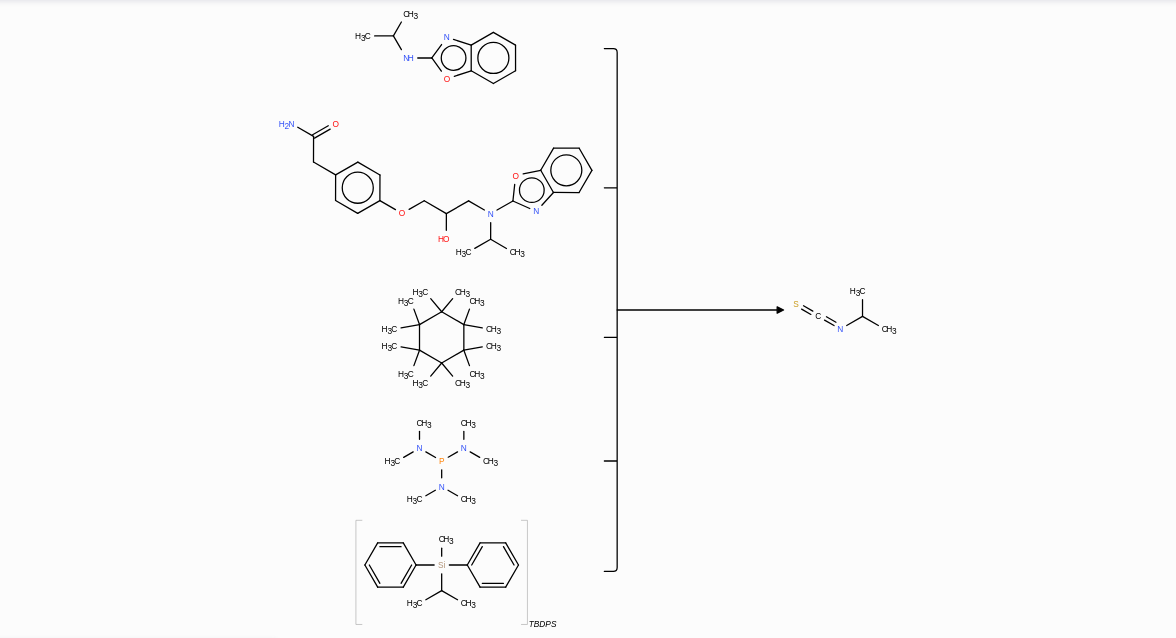 CH3
H3C N
NH
O
H2N O
O
O N N
HO
H3C CH3
H3C CH3
H3C CH3
H3C CH3
H3C CH3
H3C CH3
H3C CH3
CH3 CH3
N N
H3C P CH3
N
H3C CH3
CH3
Si
H3C CH3
TBDPS
H3C
S
C
N CH3